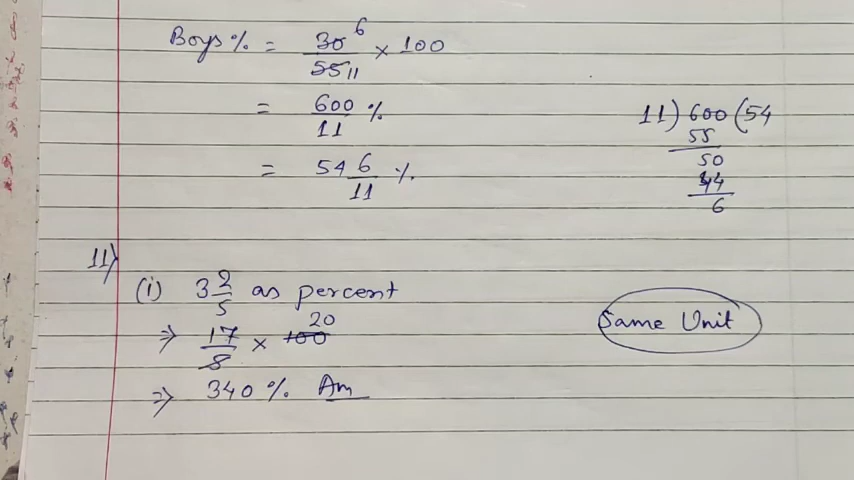 Boys % = 30 6 / 55 11 × 100
= 600/11 %
= 54 6/11 %.
11) 600 (54
55
50
44
6
11)
(i) 3 2/5 as percent
⇒ 17/5 × 100 20
⇒ 340 %. Ans
Same Unit